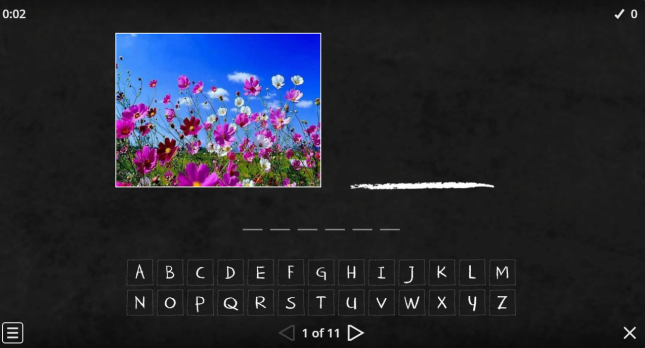 0:02 ✔ 0
A B C D E F G H I J K L M
N O P Q R S T U V W X Y Z
1 of 11